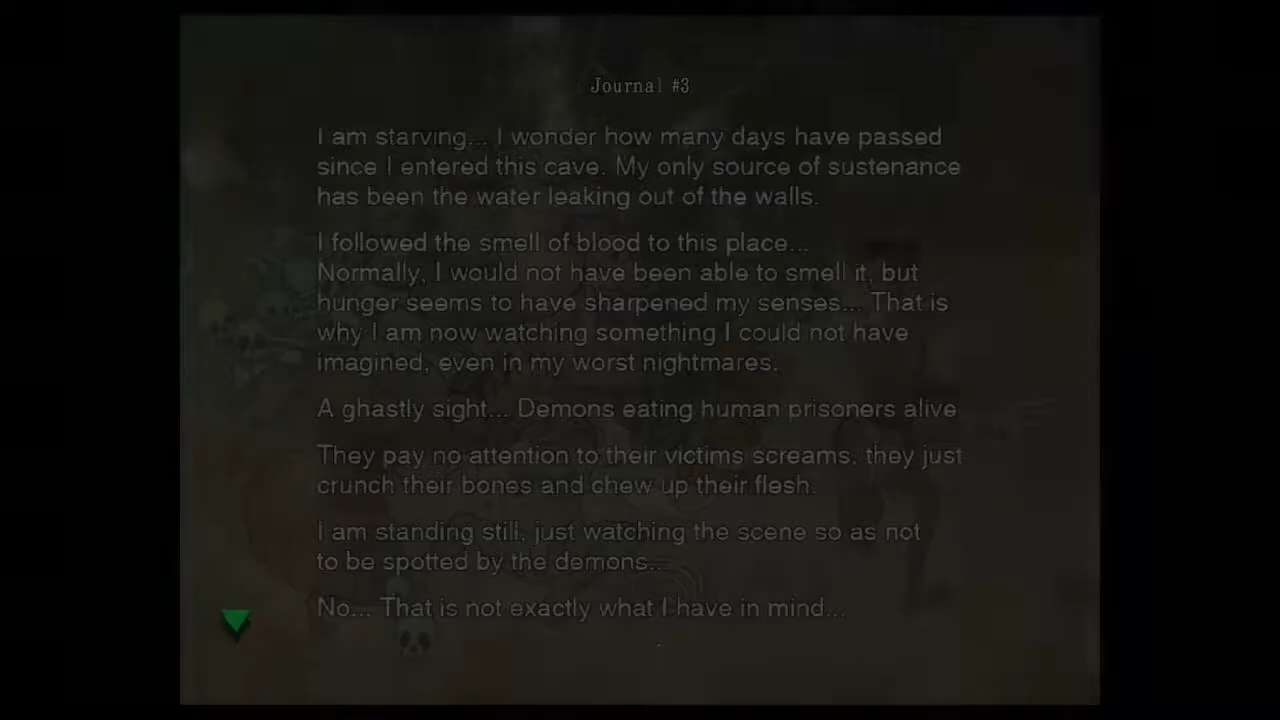 Journal #3
I am starving... I wonder how many days have passed
since I entered this cave. My only source of sustenance
has been the water leaking out of the walls.
I followed the smell of blood to this place...
Normally, I would not have been able to smell it, but
hunger seems to have sharpened my senses... That is
why I am now watching something I could not have
imagined, even in my worst nightmares.
A ghastly sight... Demons eating human prisoners alive
They pay no attention to their victims screams, they just
crunch their bones and chew up their flesh.
I am standing still, just watching the scene so as not
to be spotted by the demons...
No... That is not exactly what I have in mind...